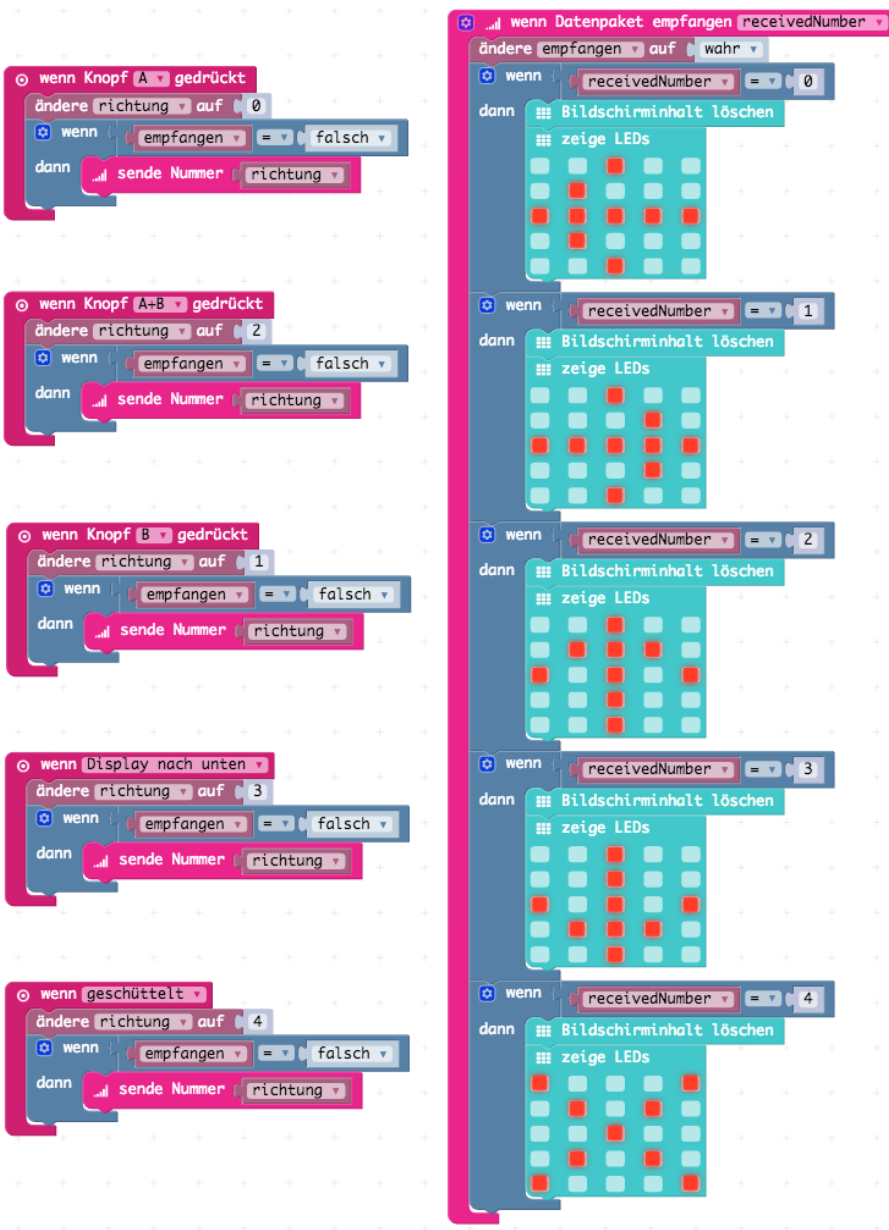 wenn Knopf A gedrückt
ändere richtung auf 0
wenn empfangen = falsch
dann sende Nummer richtung
wenn Knopf A+B gedrückt
ändere richtung auf 2
wenn empfangen = falsch
dann sende Nummer richtung
wenn Knopf B gedrückt
ändere richtung auf 1
wenn empfangen = falsch
dann sende Nummer richtung
wenn Display nach unten
ändere richtung auf 3
wenn empfangen = falsch
dann sende Nummer richtung
wenn geschüttelt
ändere richtung auf 4
wenn empfangen = falsch
dann sende Nummer richtung
wenn Datenpaket empfangen receivedNumber
ändere empfangen auf wahr
wenn receivedNumber = 0
dann Bildschirminhalt löschen
zeige LEDs
wenn receivedNumber = 1
dann Bildschirminhalt löschen
zeige LEDs
wenn receivedNumber = 2
dann Bildschirminhalt löschen
zeige LEDs
wenn receivedNumber = 3
dann Bildschirminhalt löschen
zeige LEDs
wenn receivedNumber = 4
dann Bildschirminhalt löschen
zeige LEDs